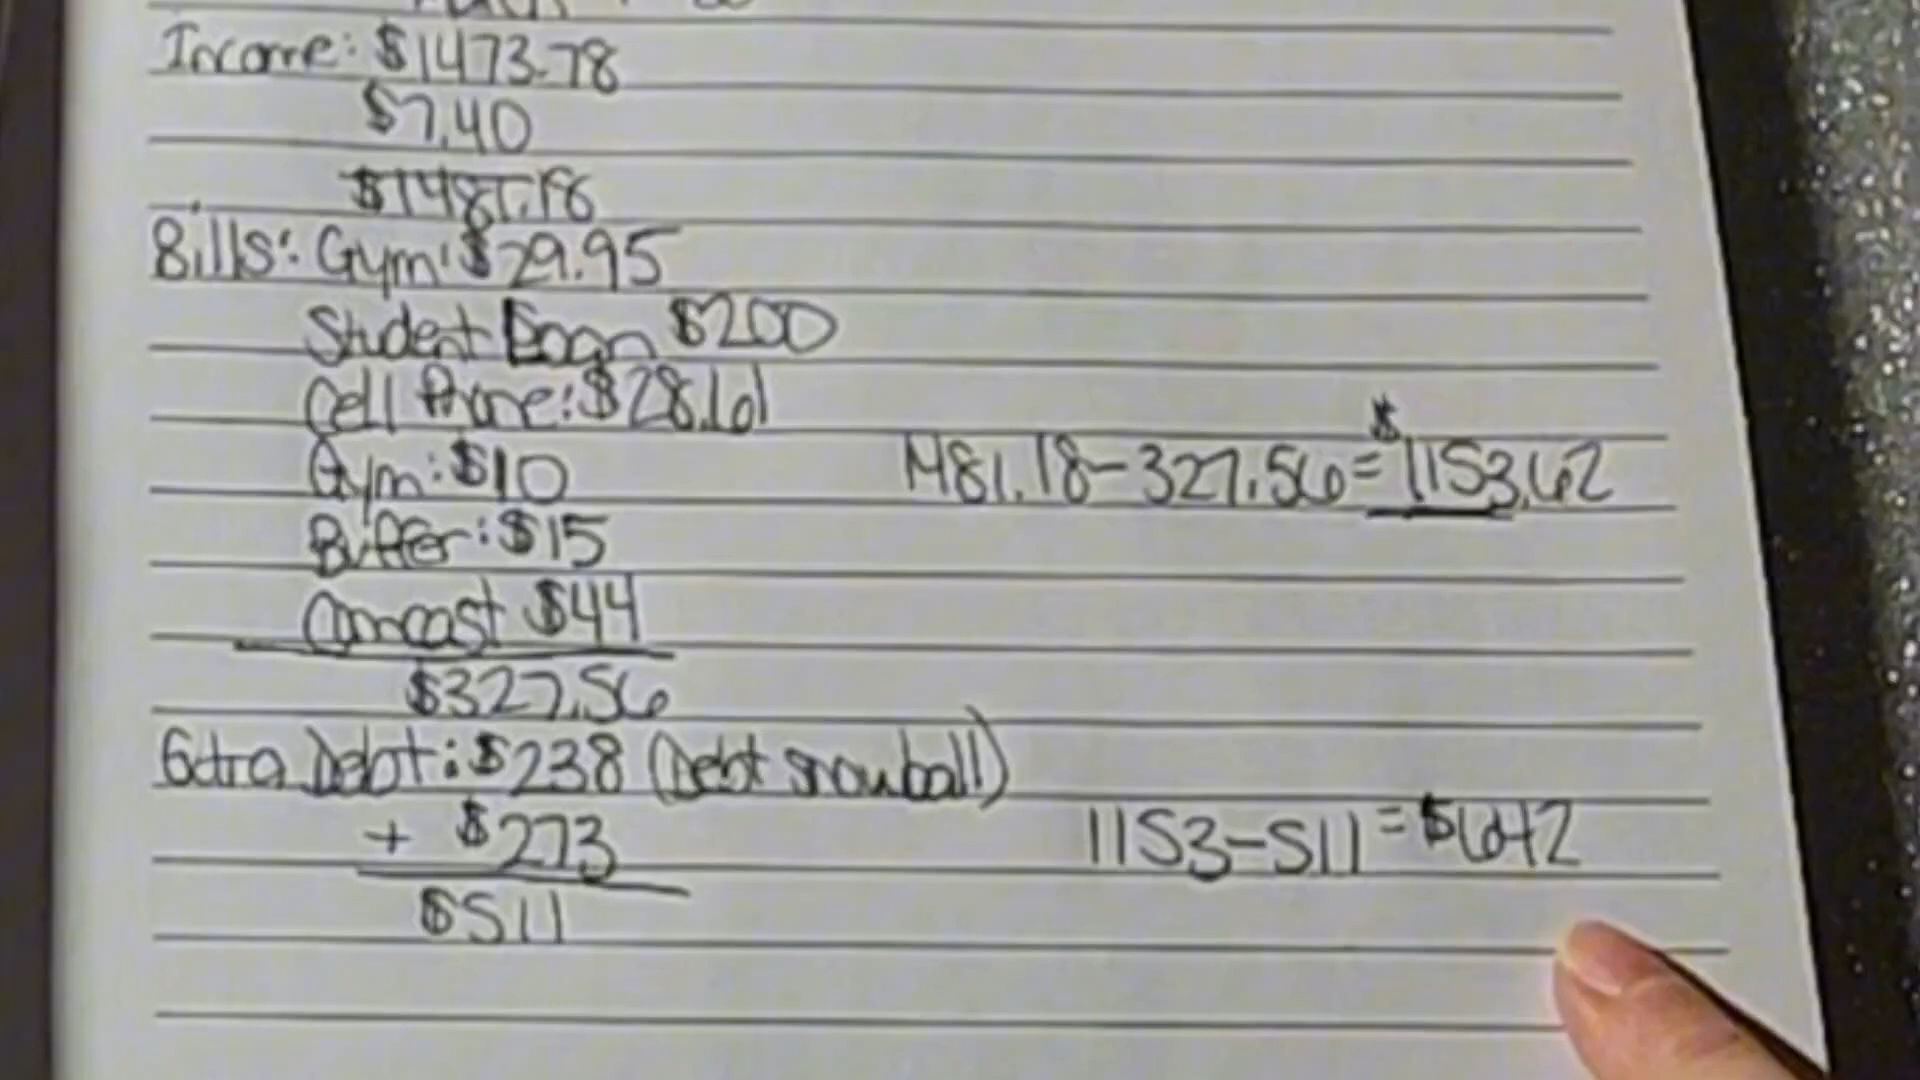 Income: $1473.78
$7.40
$1481.18
Bills: Gym: $29.95
Student Loan $200
Cell Phone: $28.61
Gym: $10
1481.18-327.56=$1153.62
Buffer: $15
Comcast $44
$327.56
Extra Debt: $238 (Debt snowball)
+ $273
1153-511=$642
$511